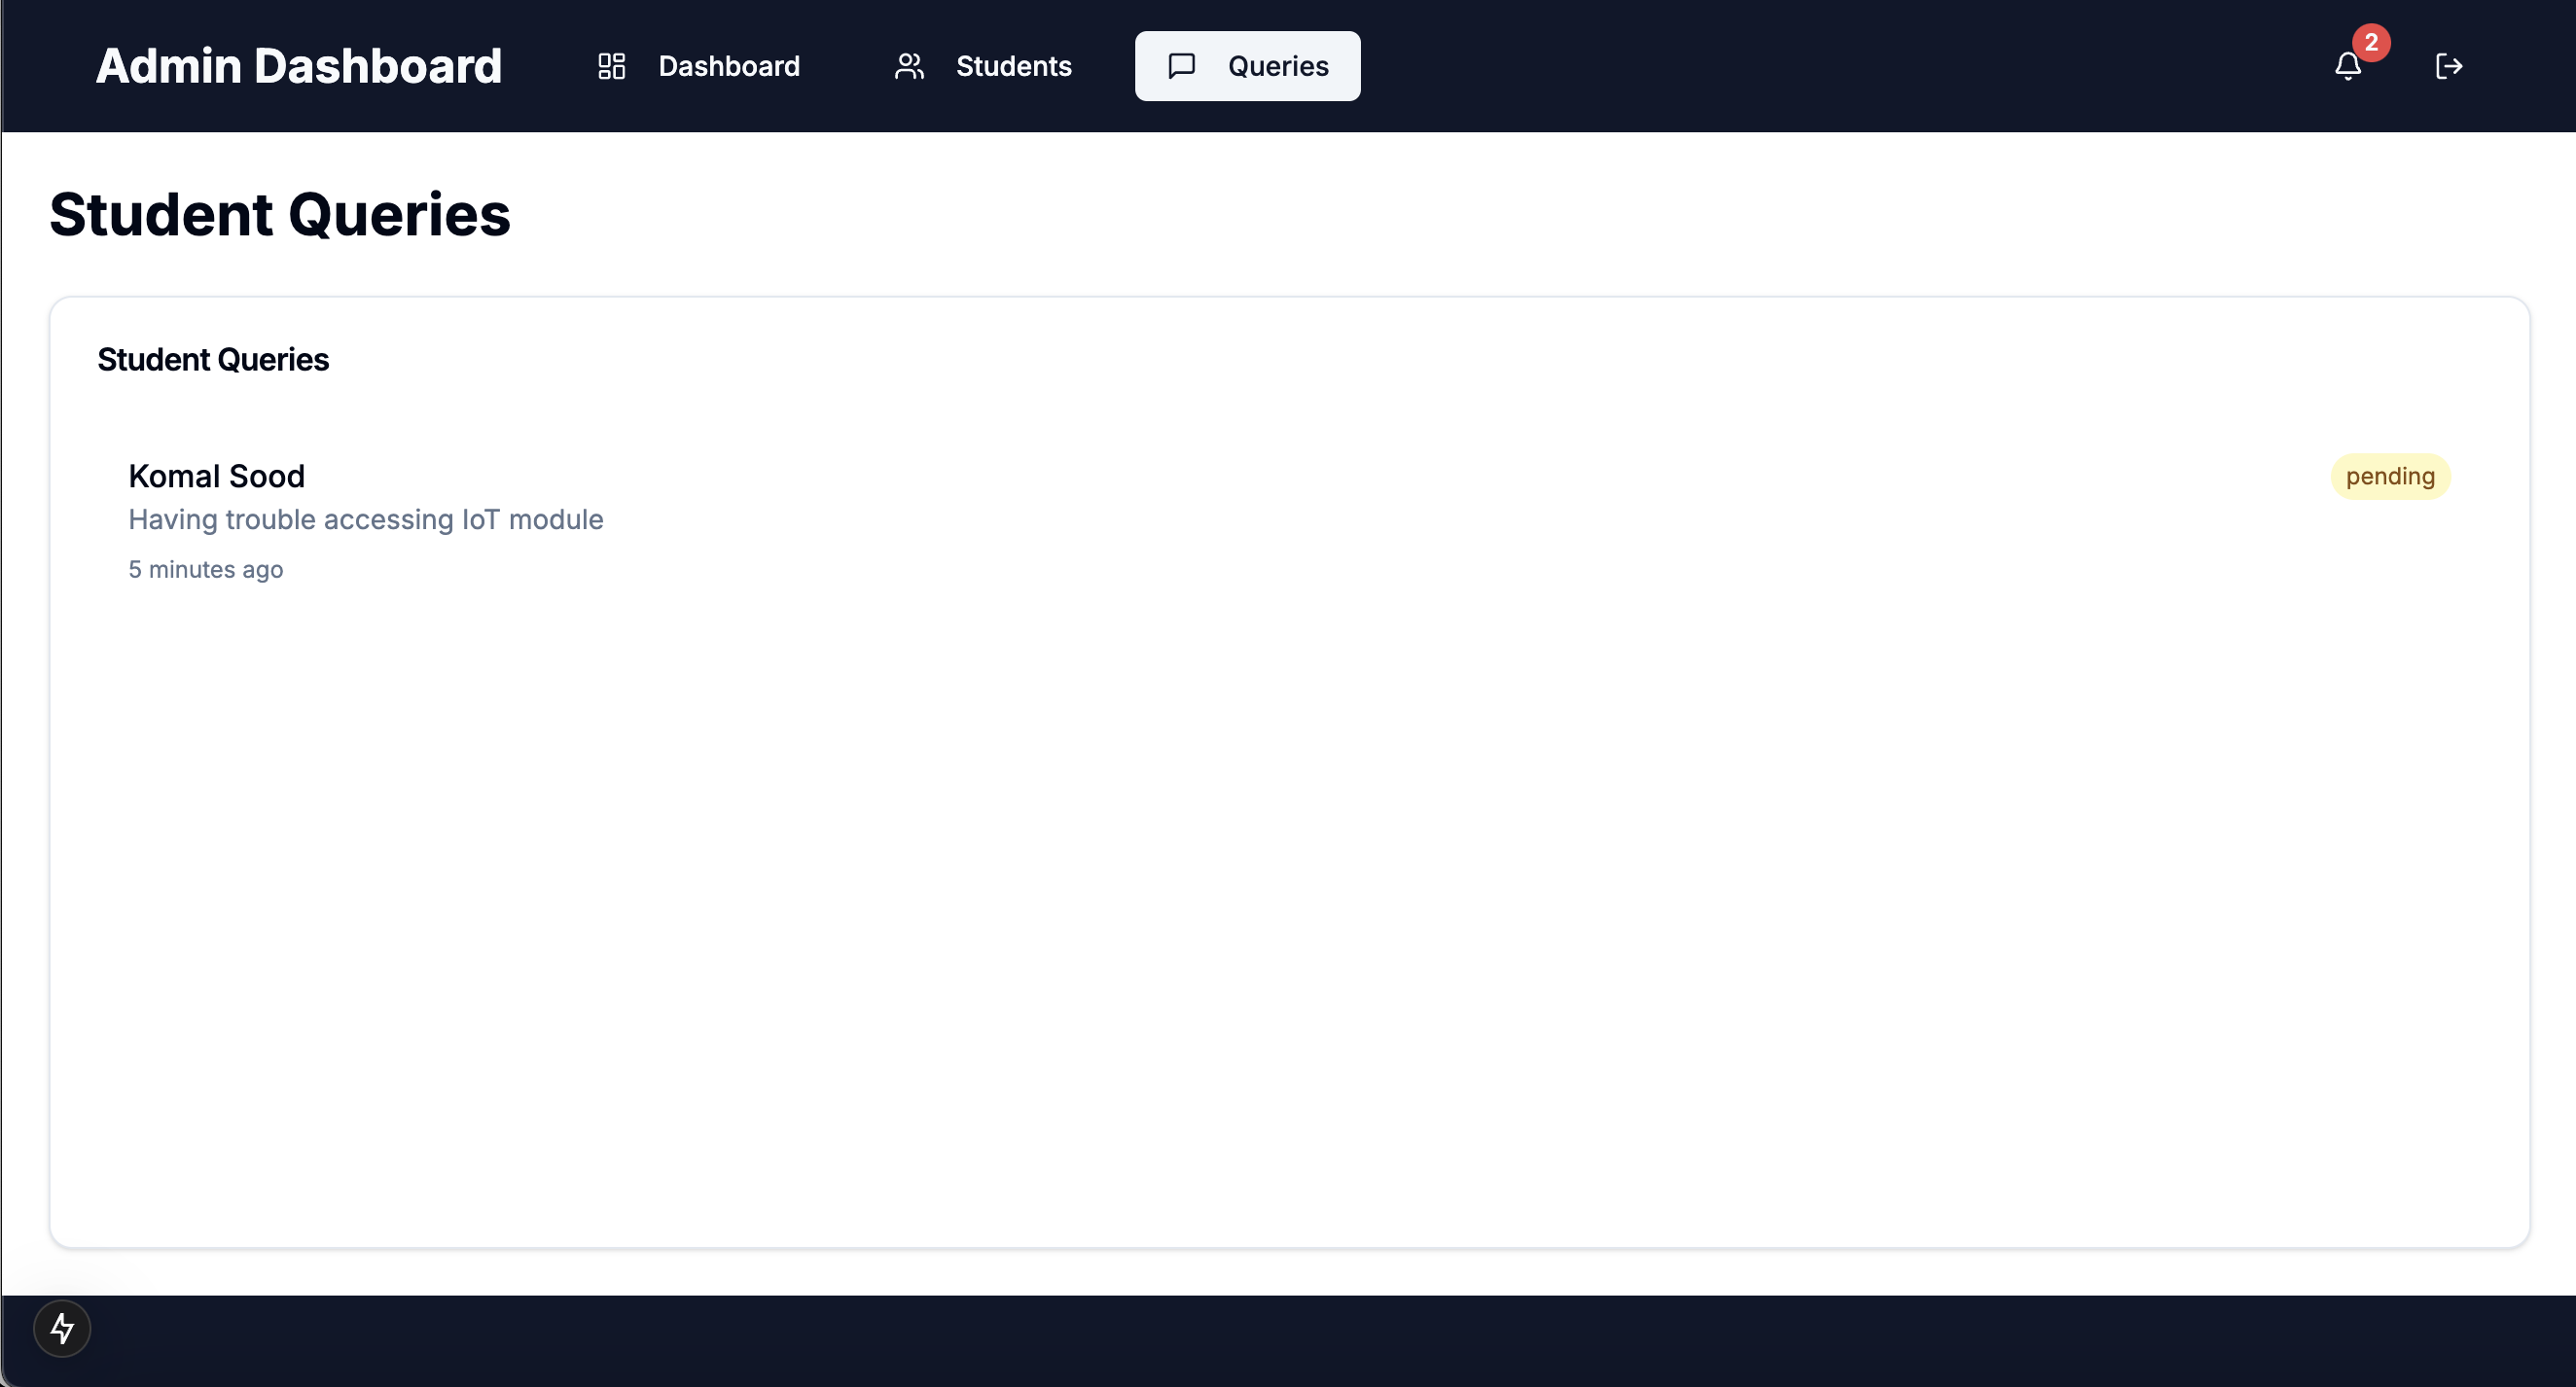 Admin Dashboard Dashboard Students Queries 2
Student Queries
Student Queries
Komal Sood pending
Having trouble accessing IoT module
5 minutes ago